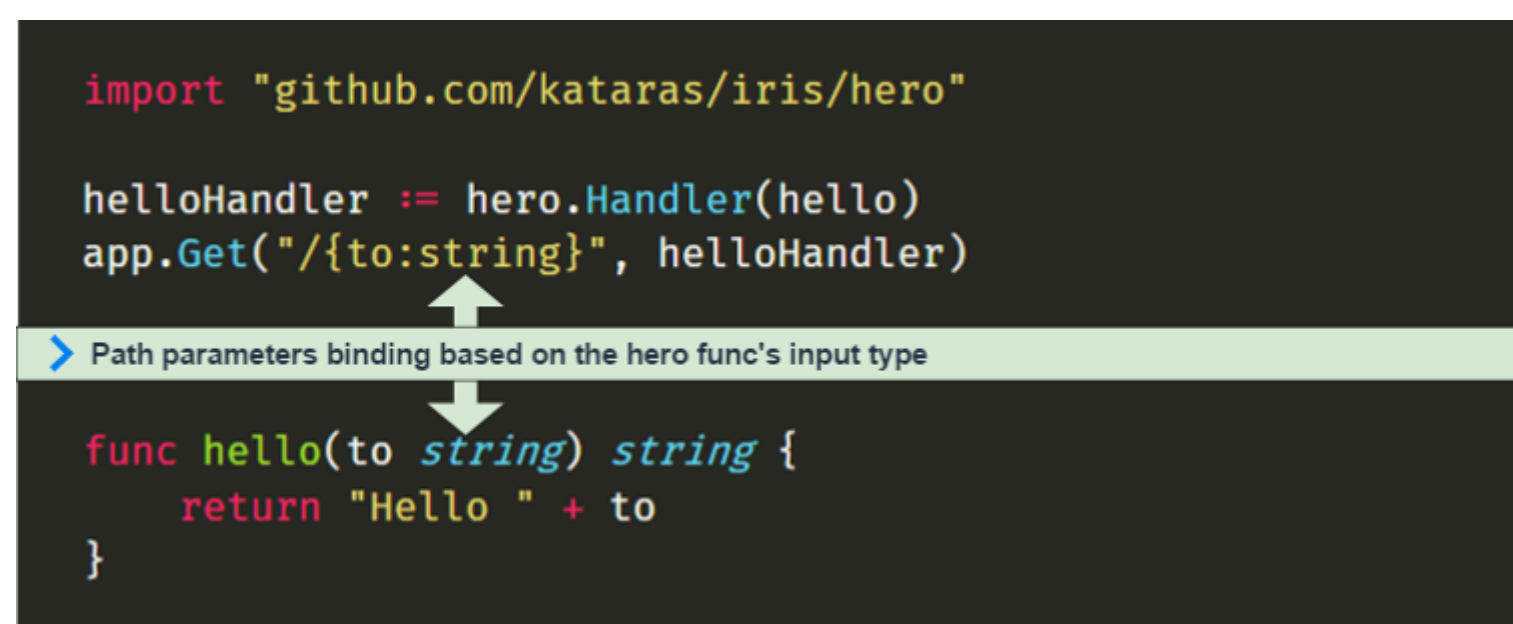 import "github.com/kataras/iris/hero"
helloHandler := hero.Handler(hello)
app.Get("/{to:string}", helloHandler)
Path parameters binding based on the hero func's input type
func hello(to string) string {
    return "Hello " + to
}